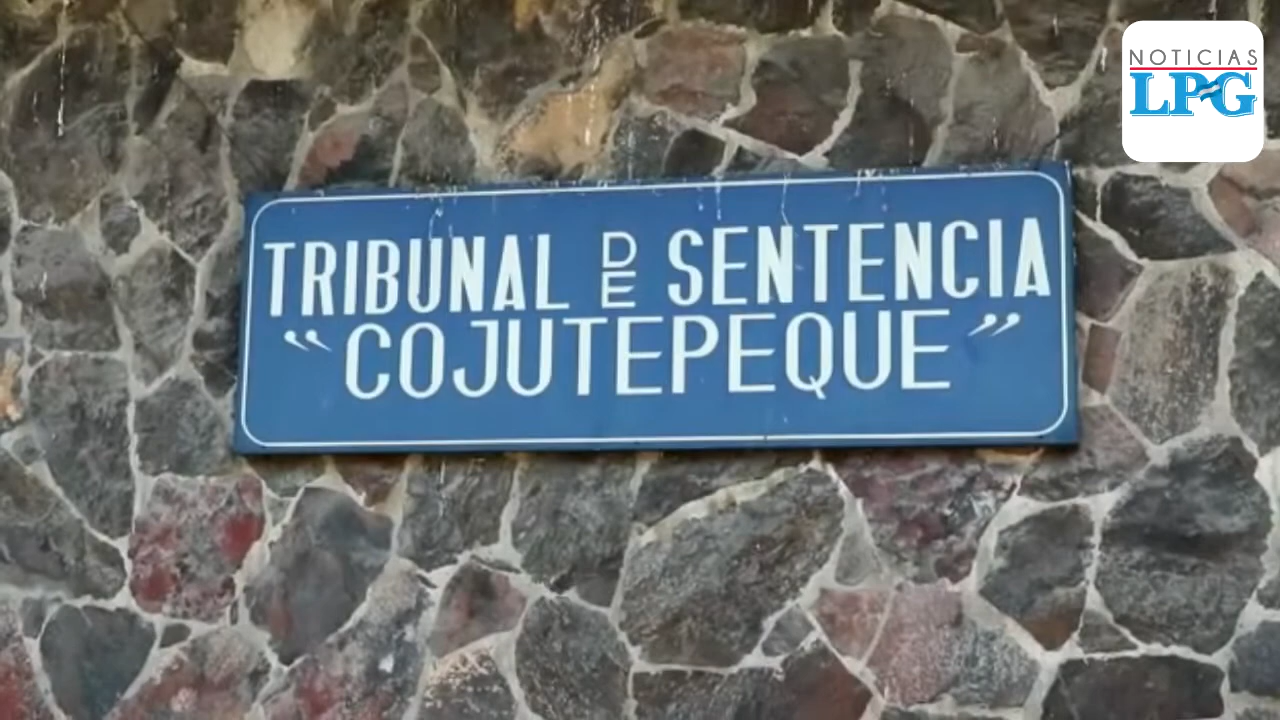 NOTICIAS
LPG
TRIBUNAL DE SENTENCIA
“COJUTEPEQUE”